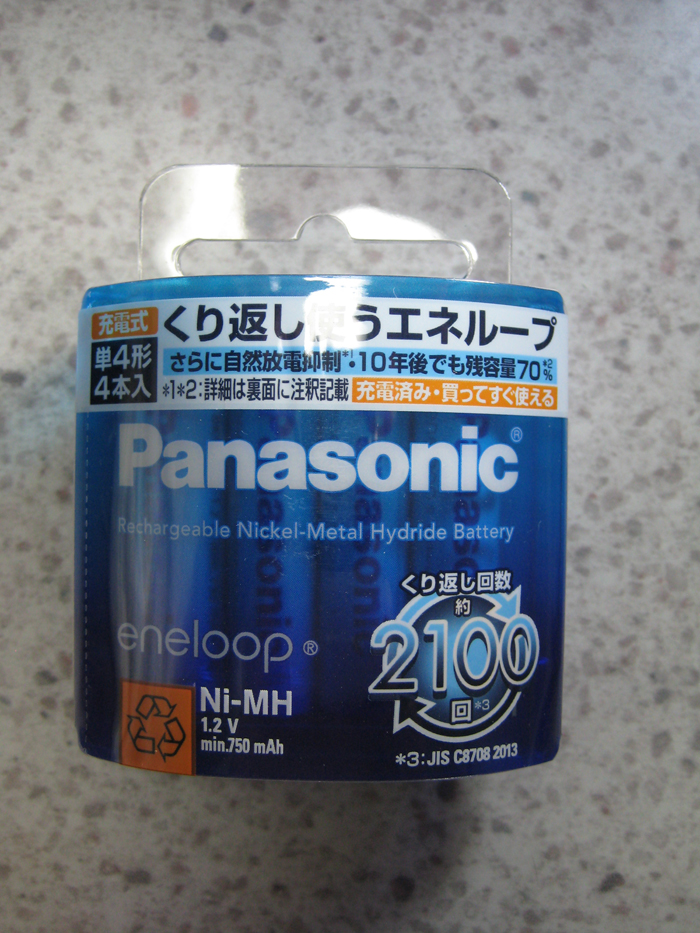 充電式
くり返し使うエネループ
単4形
4本入
さらに自然放電抑制*1・10年後でも残容量70%*2
*1*2:詳細は裏面に注釈記載
充電済み・買ってすぐ使える
Panasonic®
Rechargeable Nickel-Metal Hydride Battery
くり返し回数
約
2100
回*3
eneloop®
Ni-MH
1.2 V
min.750 mAh
*3:JIS C8708 2013